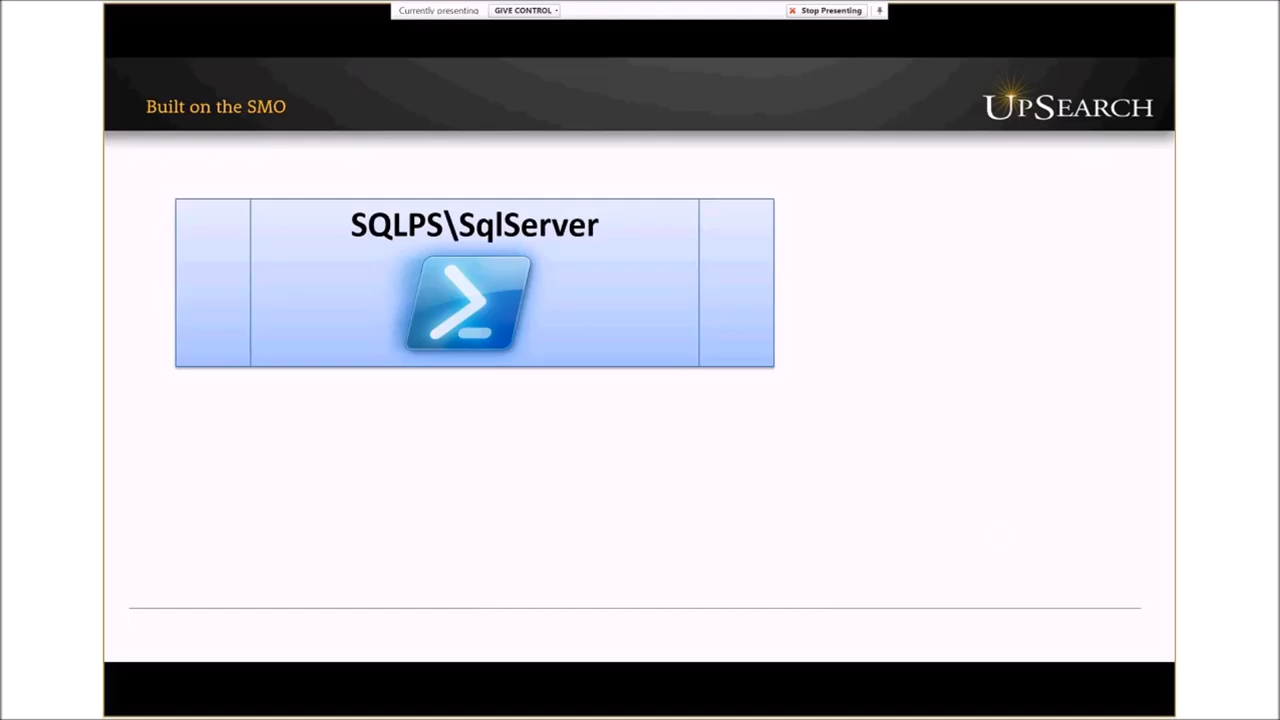 Currently presenting GIVE CONTROL Stop Presenting
Built on the SMO
UPSEARCH
SQLPS\SqlServer